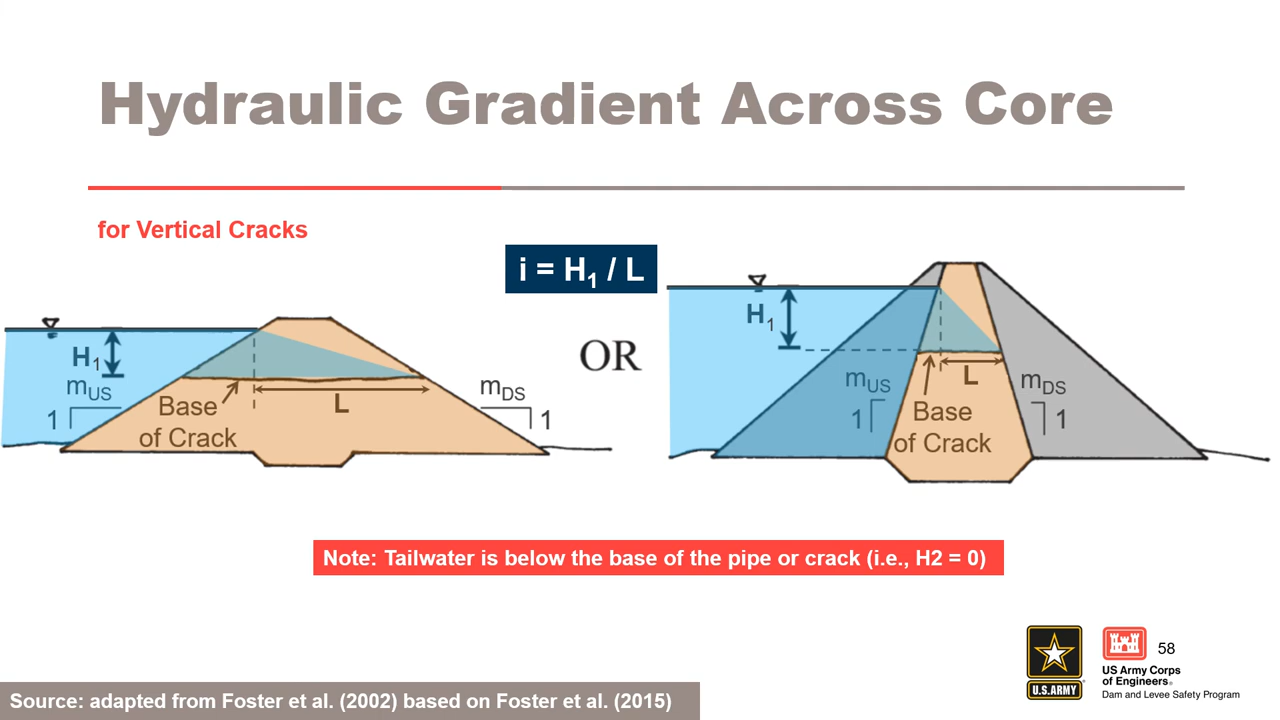 Hydraulic Gradient Across Core
for Vertical Cracks
i = H1 / L
H1
mUS
1
Base
of Crack
L
mDS
1
OR
H1
mUS
1
Base
of Crack
L
mDS
1
Note: Tailwater is below the base of the pipe or crack (i.e., H2 = 0)
U.S.ARMY
58
US Army Corps
of Engineers®
Dam and Levee Safety Program
Source: adapted from Foster et al. (2002) based on Foster et al. (2015)